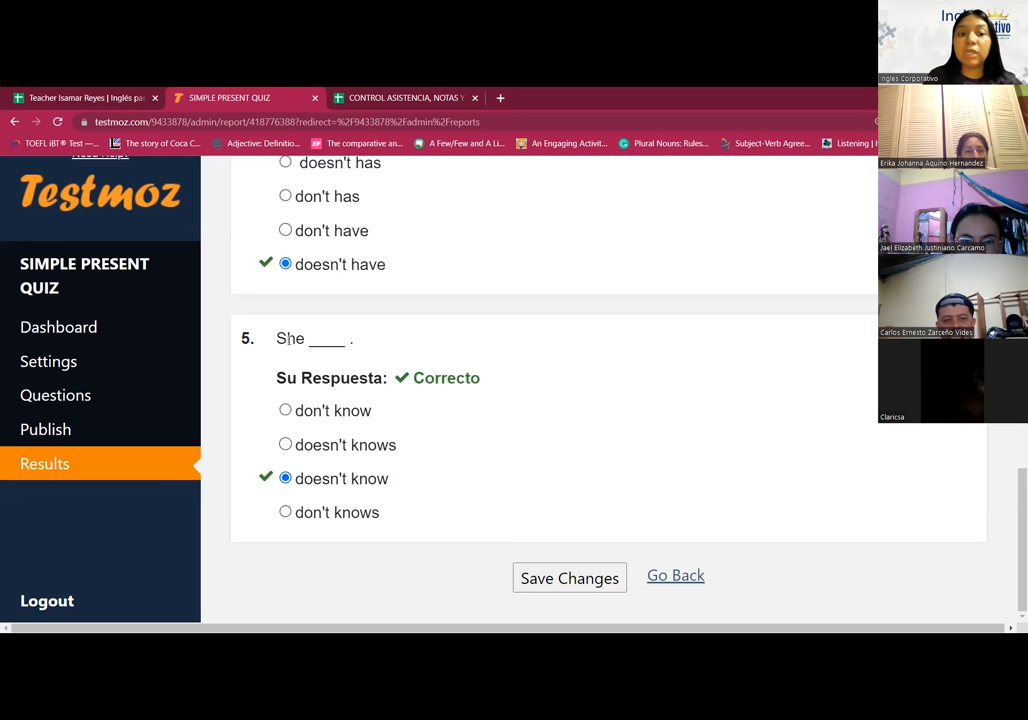 Teacher Isamar Reyes | Inglés pa
SIMPLE PRESENT QUIZ
CONTROL ASISTENCIA, NOTAS Y
testmoz.com/9433878/admin/report/41877638?redirect=%2F9433878%2Fadmin%2Freports
TOEFL iBT® Test —...
The story of Coca C...
Adjective: Definitio...
The comparative an...
A Few/Few and A Li...
An Engaging Activit...
Plural Nouns: Rules...
Subject-Verb Agree...
Listening |
Need Help?
Testmoz
SIMPLE PRESENT
QUIZ
Dashboard
Settings
Questions
Publish
Results
Logout
doesn't has
don't has
don't have
doesn't have
5. She ____ .
Su Respuesta: ✔ Correcto
don't know
doesn't knows
doesn't know
don't knows
Save Changes
Go Back
Ingles Corporativo
Erika Johanna Aquino Hernandez
Jael Elizabeth Justiniano Carcamo
Carlos Ernesto Zarceño Vides
Claricsa